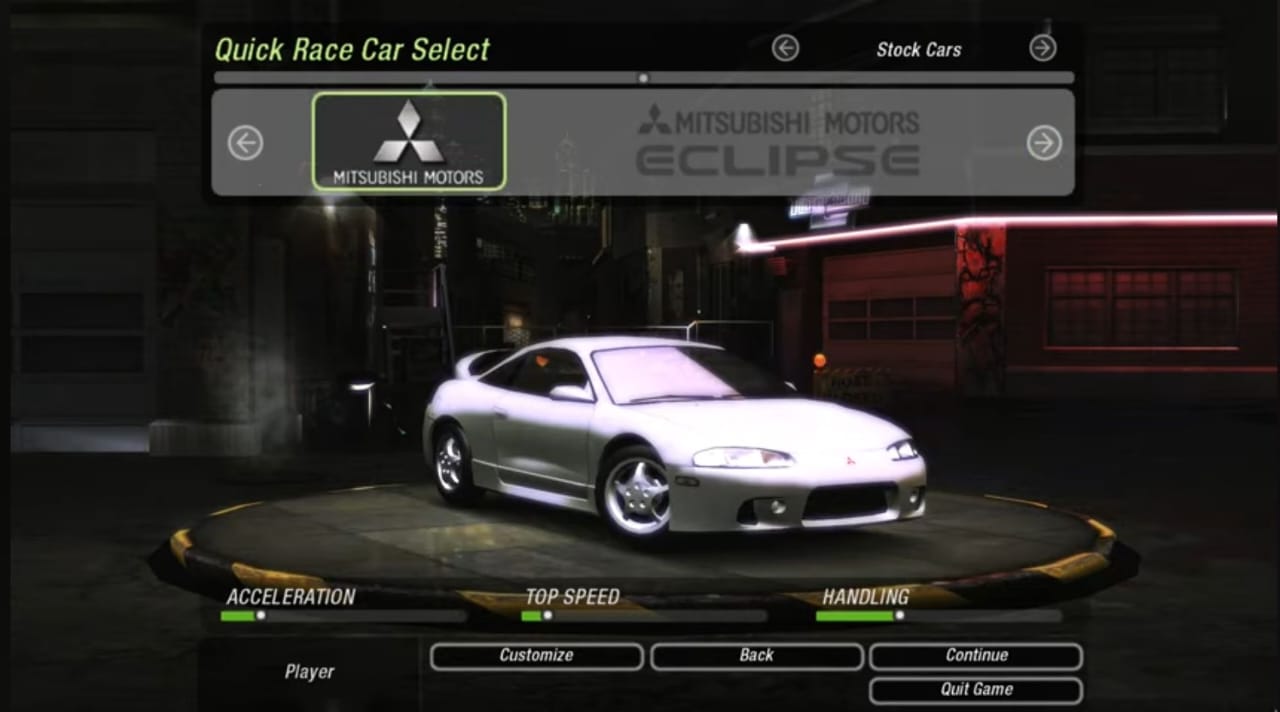 Quick Race Car Select
Stock Cars
MITSUBISHI MOTORS
MITSUBISHI MOTORS
ECLIPSE
ACCELERATION
TOP SPEED
HANDLING
Customize
Back
Continue
Player
Quit Game